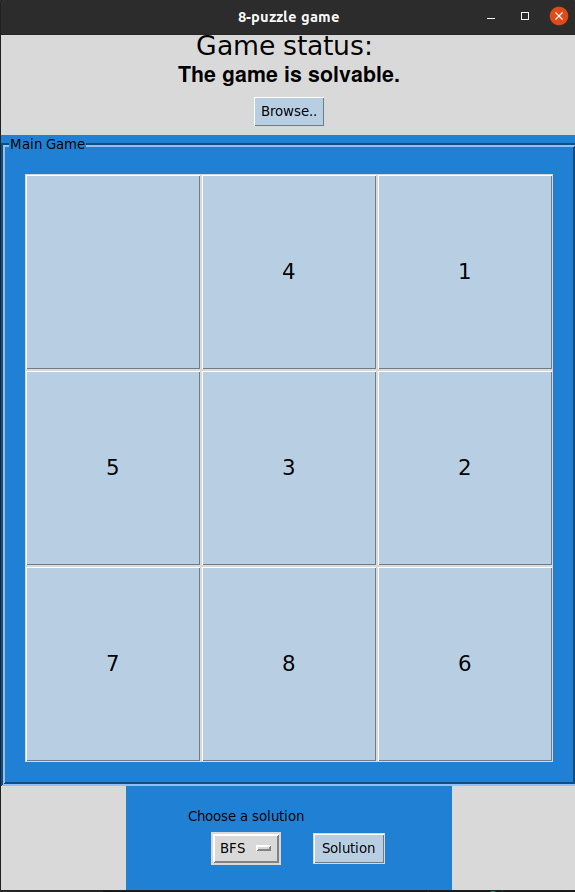 8-puzzle game
Game status:
The game is solvable.
Browse..
Main Game
4 1
5 3 2
7 8 6
Choose a solution
BFS Solution